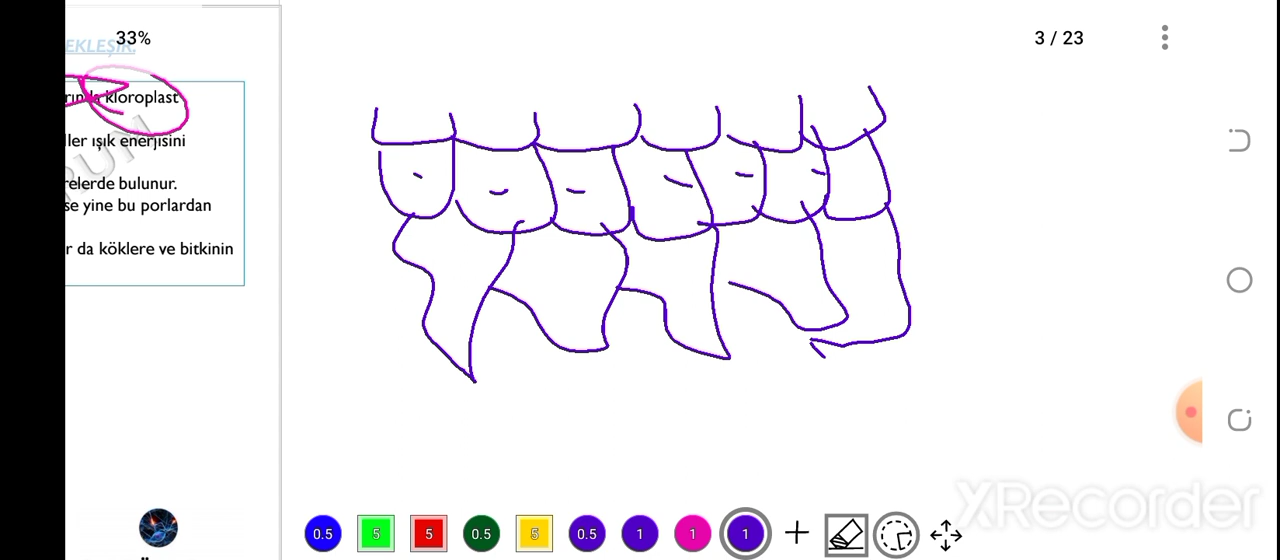 33%
3 / 23
EKLEŞİR.
rında kloroplast
ller ışık enerjisini
relerde bulunur.
se yine bu porlardan
r da köklere ve bitkinin
RUM
0.5
5
5
0.5
5
0.5
1
1
1
XRecorder